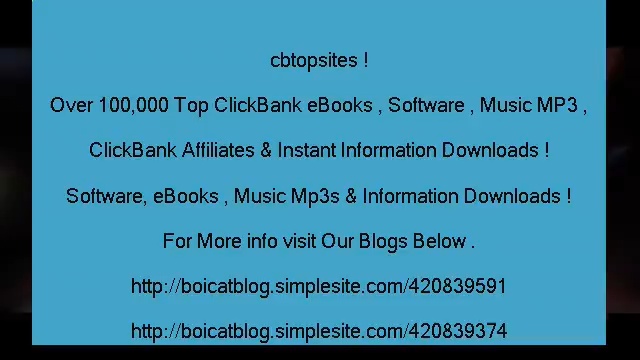 cbtopsites !
Over 100,000 Top ClickBank eBooks , Software , Music MP3 ,
ClickBank Affiliates & Instant Information Downloads !
Software, eBooks , Music Mp3s & Information Downloads !
For More info visit Our Blogs Below .
http://boicatblog.simplesite.com/420839591
http://boicatblog.simplesite.com/420839374